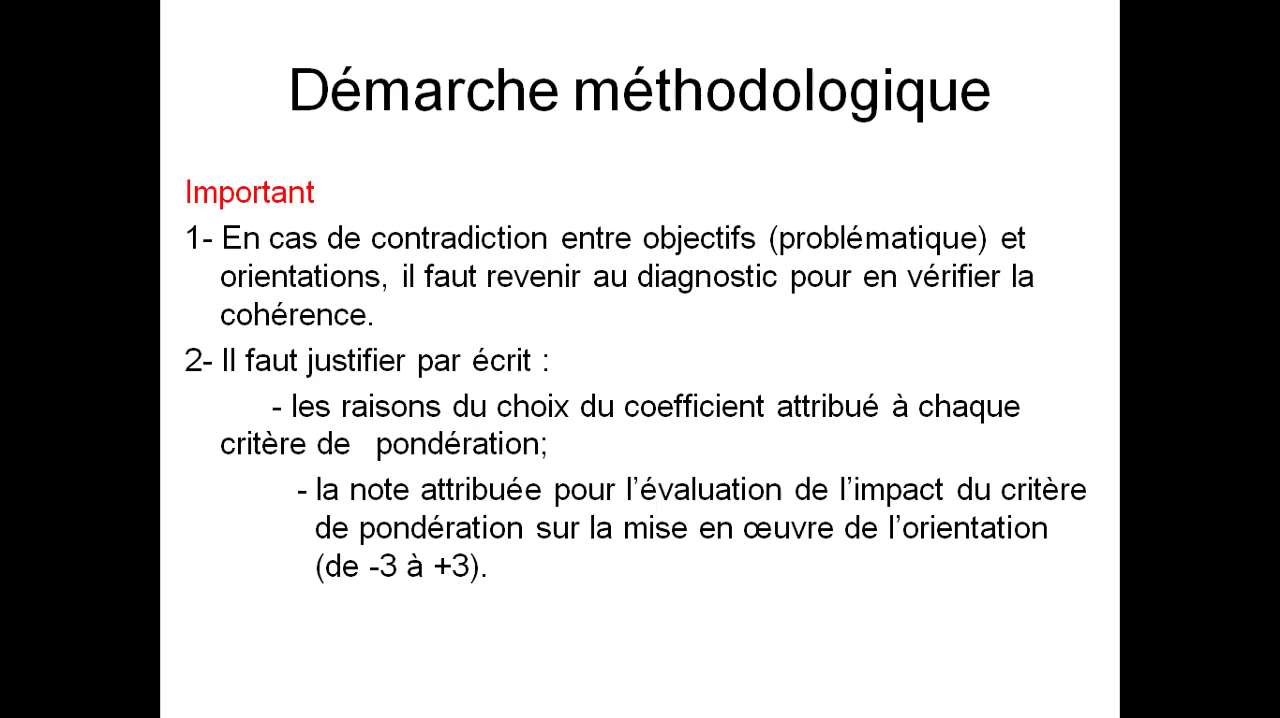 Démarche méthodologique
Important
1- En cas de contradiction entre objectifs (problématique) et
orientations, il faut revenir au diagnostic pour en vérifier la
cohérence.
2- Il faut justifier par écrit :
- les raisons du choix du coefficient attribué à chaque
critère de pondération;
- la note attribuée pour l’évaluation de l’impact du critère
de pondération sur la mise en œuvre de l’orientation
(de -3 à +3).